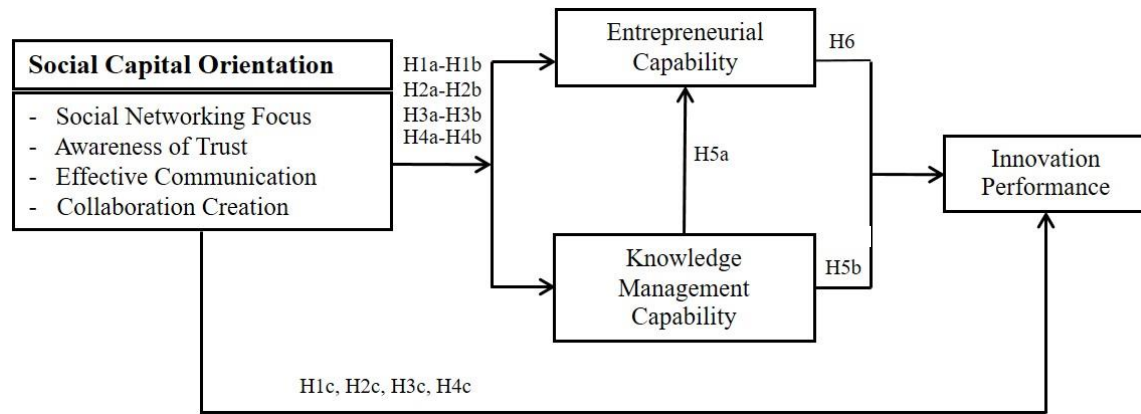 Social Capital Orientation
- Social Networking Focus
- Awareness of Trust
- Effective Communication
- Collaboration Creation
H1a-H1b
H2a-H2b
H3a-H3b
H4a-H4b
Entrepreneurial
Capability
H6
H5a
Knowledge
Management
Capability
H5b
Innovation
Performance
H1c, H2c, H3c, H4c